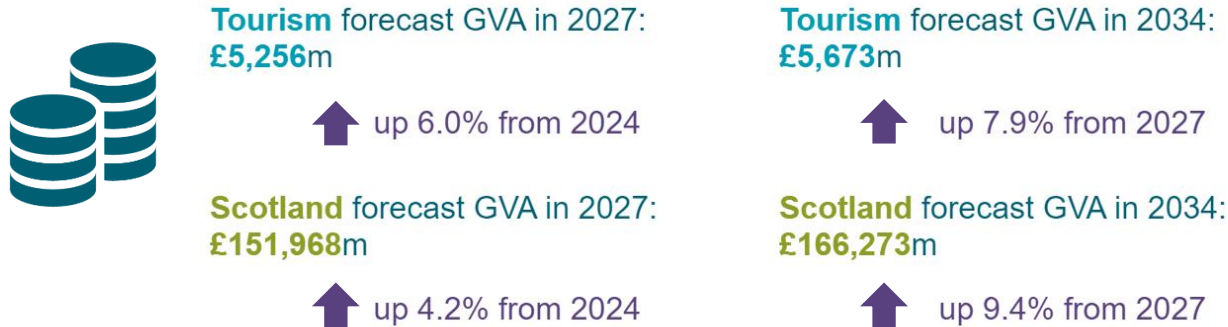 Tourism forecast GVA in 2027:
£5,256m
up 6.0% from 2024
Scotland forecast GVA in 2027:
£151,968m
up 4.2% from 2024
Tourism forecast GVA in 2034:
£5,673m
up 7.9% from 2027
Scotland forecast GVA in 2034:
£166,273m
up 9.4% from 2027